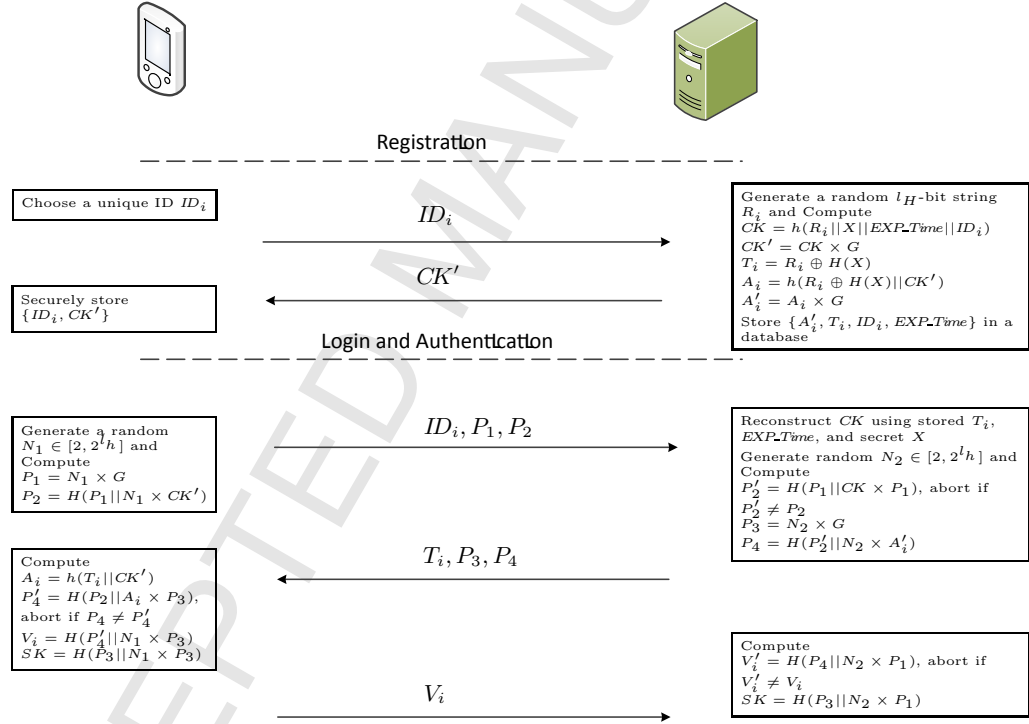 Registration
Choose a unique ID ID_i
ID_i
Generate a random l_H-bit string
R_i and Compute
CK = h(R_i||X||EXP_Time||ID_i)
CK′ = CK × G
T_i = R_i ⊕ H(X)
A_i = h(R_i ⊕ H(X)||CK′)
A′_i = A_i × G
Store {A′_i, T_i, ID_i, EXP_Time} in a
database
CK′
Securely store
{ID_i, CK′}
Login and Authentication
Generate a random
N_1 ∈ [2, 2^{l_h}] and
Compute
P_1 = N_1 × G
P_2 = H(P_1||N_1 × CK′)
ID_i, P_1, P_2
Reconstruct CK using stored T_i,
EXP_Time, and secret X
Generate random N_2 ∈ [2, 2^{l_h}] and
Compute
P′_2 = H(P_1||CK × P_1), abort if
P′_2 ≠ P_2
P_3 = N_2 × G
P_4 = H(P′_2||N_2 × A′_i)
T_i, P_3, P_4
Compute
A_i = h(T_i||CK′)
P′_4 = H(P_2||A_i × P_3),
abort if P_4 ≠ P′_4
V_i = H(P′_4||N_1 × P_3)
SK = H(P_3||N_1 × P_3)
V_i
Compute
V′_i = H(P_4||N_2 × P_1), abort if
V′_i ≠ V_i
SK = H(P_3||N_2 × P_1)
EPTED MANU